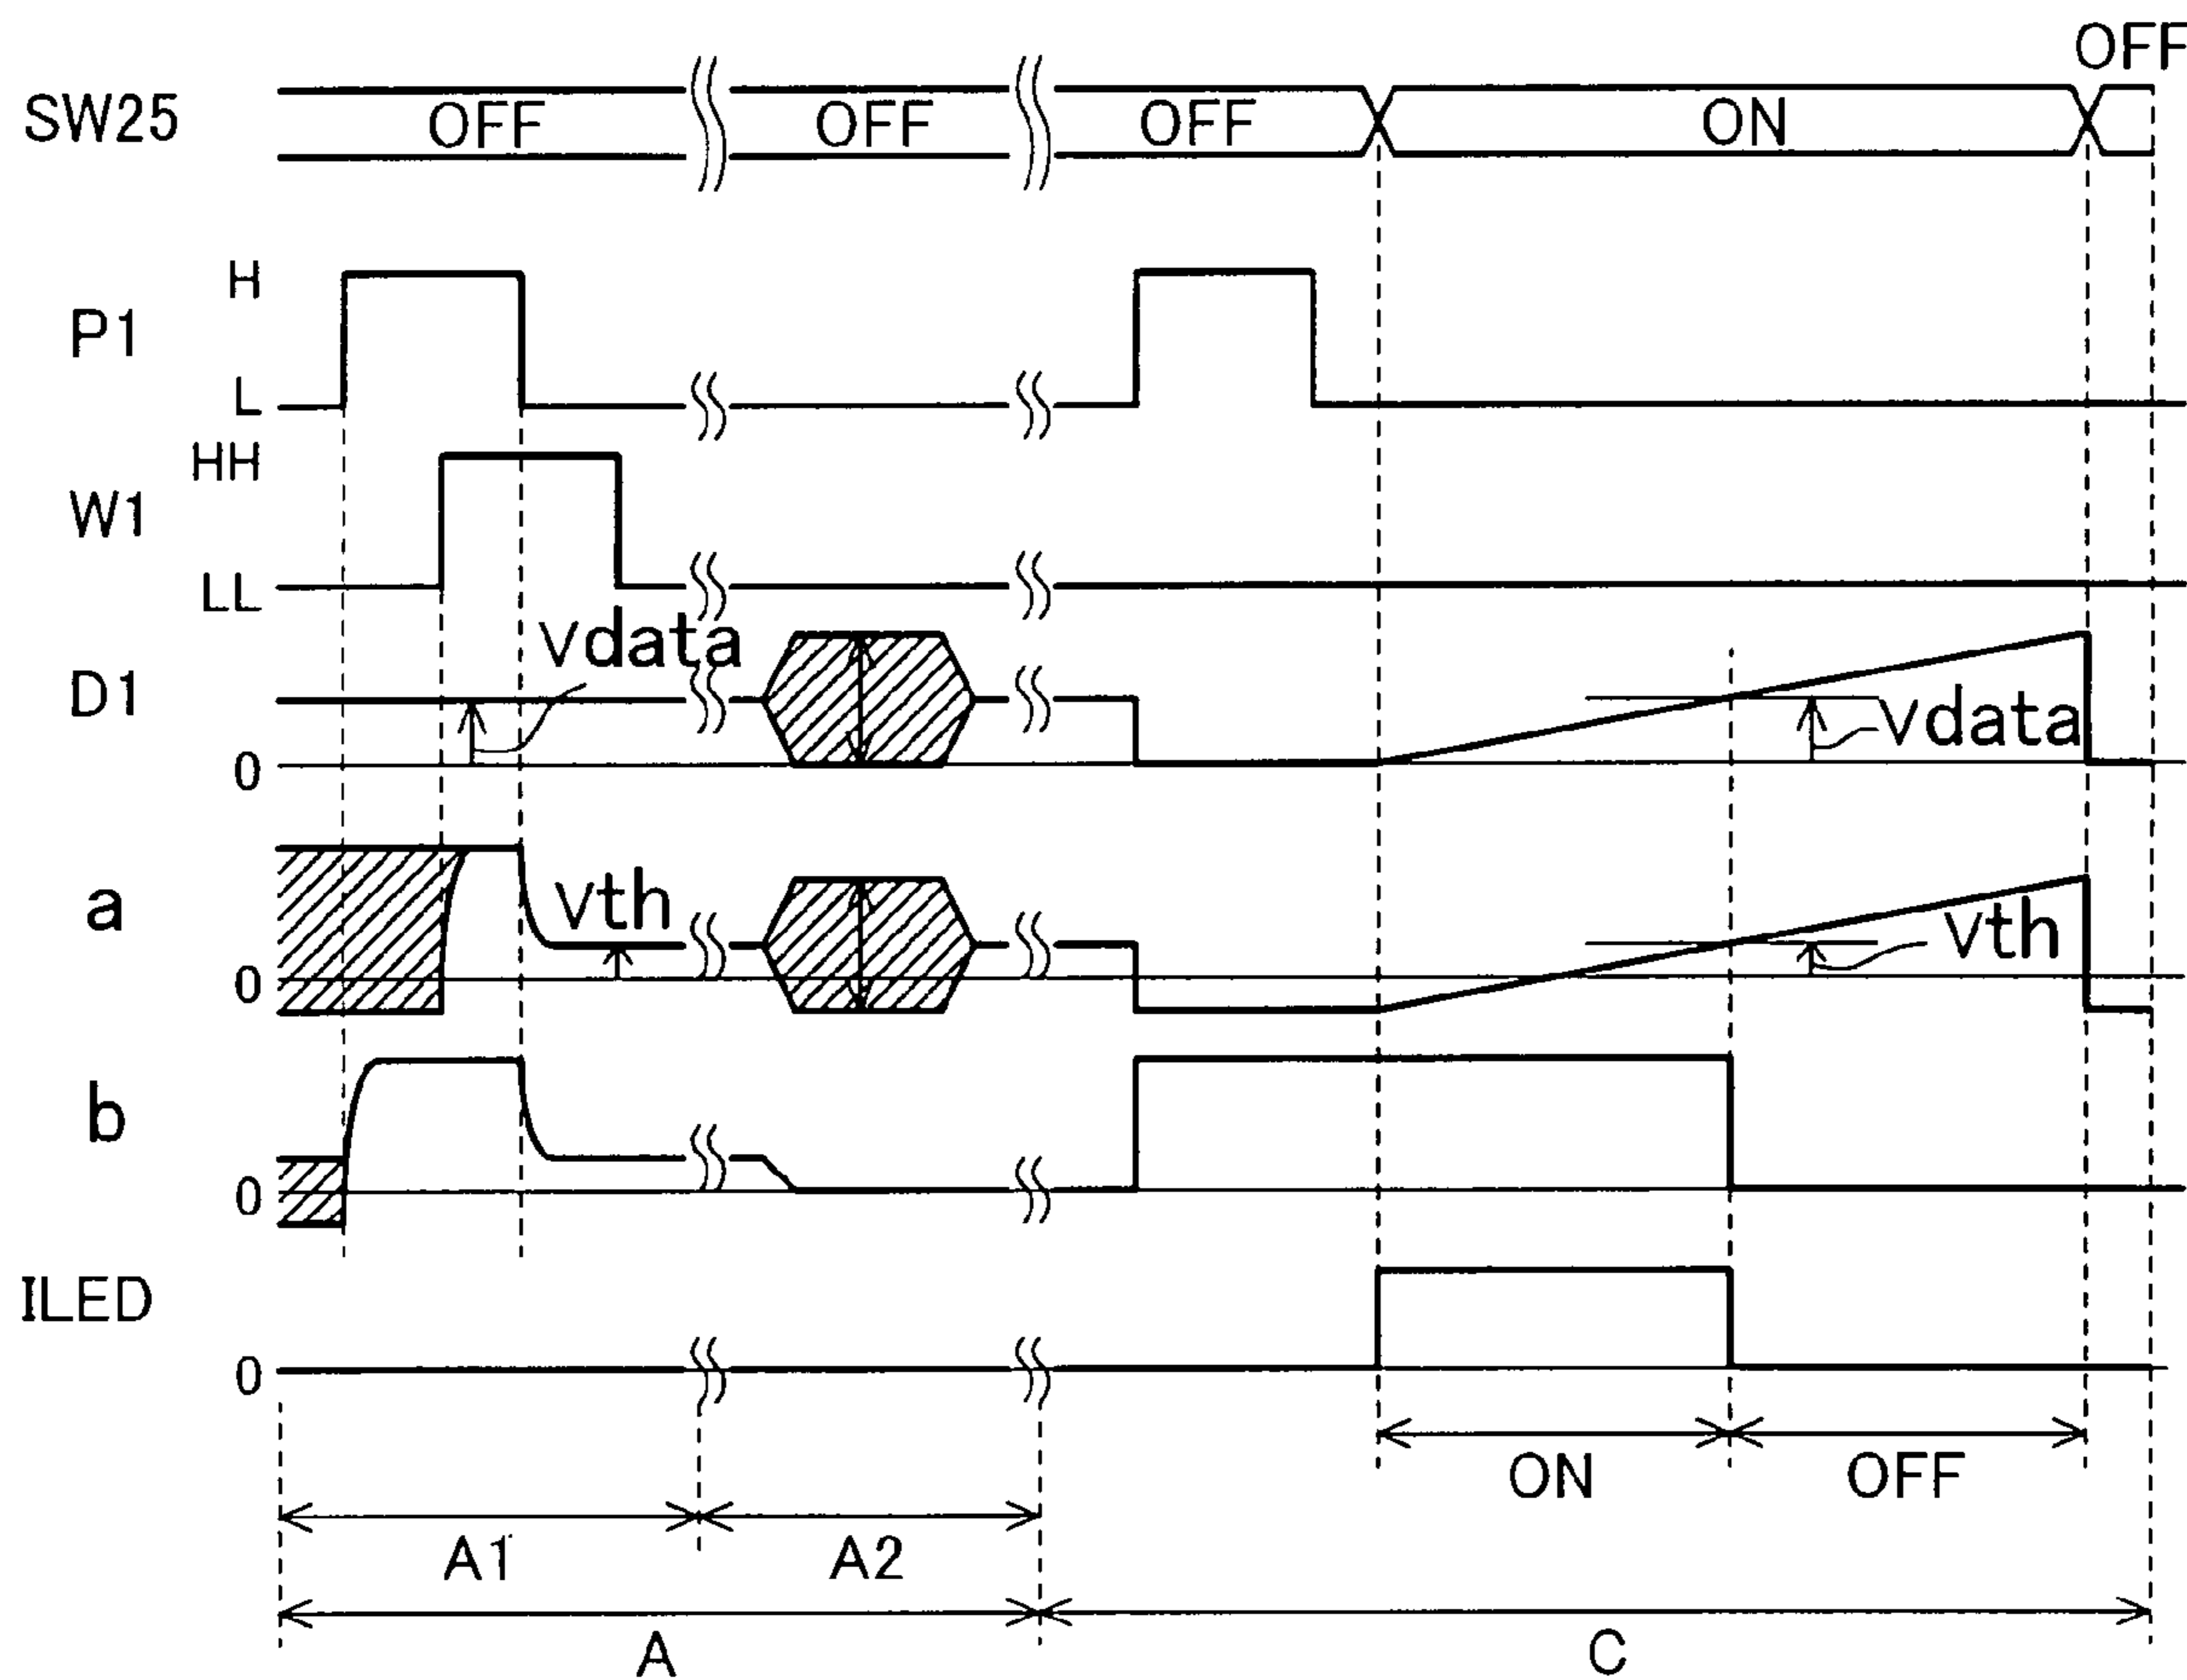 OFF
SW25 OFF OFF OFF ON
H
P1
L
HH
W1
LL
Vdata
D1
Vdata
0
a
Vth
Vth
0
b
0
ILED
0
ON OFF
A1 A2
A C